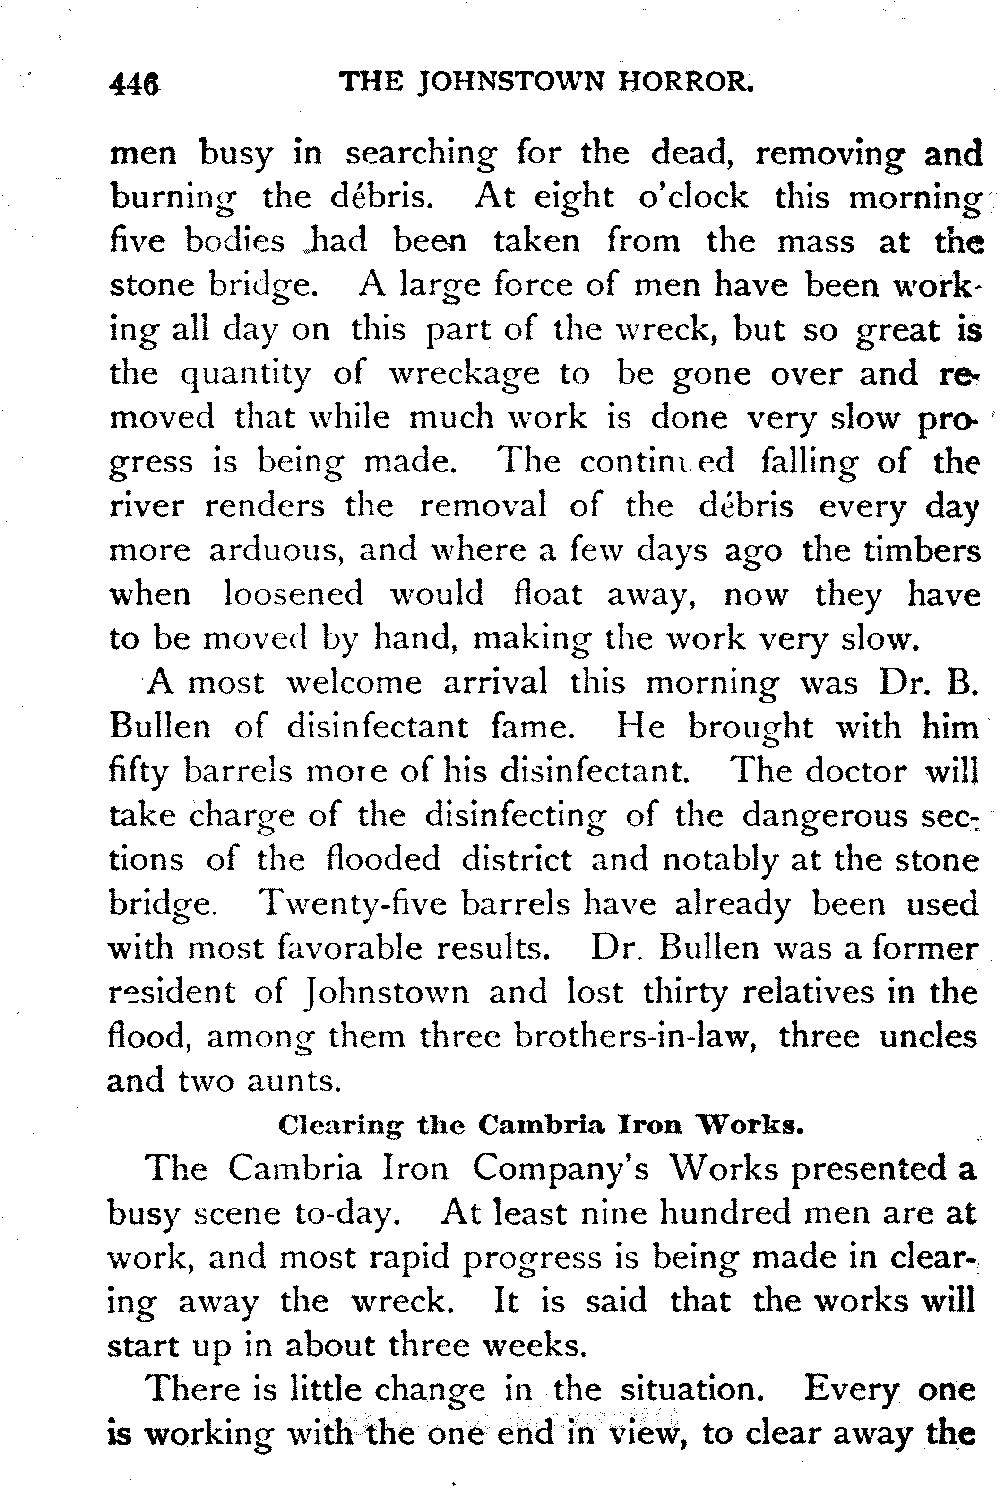 446 THE JOHNSTOWN HORROR.
men busy in searching for the dead, removing and
burning the débris. At eight o'clock this morning
five bodies had been taken from the mass at the
stone bridge. A large force of men have been work-
ing all day on this part of the wreck, but so great is
the quantity of wreckage to be gone over and re-
moved that while much work is done very slow pro-
gress is being made. The continued falling of the
river renders the removal of the débris every day
more arduous, and where a few days ago the timbers
when loosened would float away, now they have
to be moved by hand, making the work very slow.
A most welcome arrival this morning was Dr. B.
Bullen of disinfectant fame. He brought with him
fifty barrels more of his disinfectant. The doctor will
take charge of the disinfecting of the dangerous sec-
tions of the flooded district and notably at the stone
bridge. Twenty-five barrels have already been used
with most favorable results. Dr. Bullen was a former
resident of Johnstown and lost thirty relatives in the
flood, among them three brothers-in-law, three uncles
and two aunts.
Clearing the Cambria Iron Works.
The Cambria Iron Company's Works presented a
busy scene to-day. At least nine hundred men are at
work, and most rapid progress is being made in clear-
ing away the wreck. It is said that the works will
start up in about three weeks.
There is little change in the situation. Every one
is working with the one end in view, to clear away the